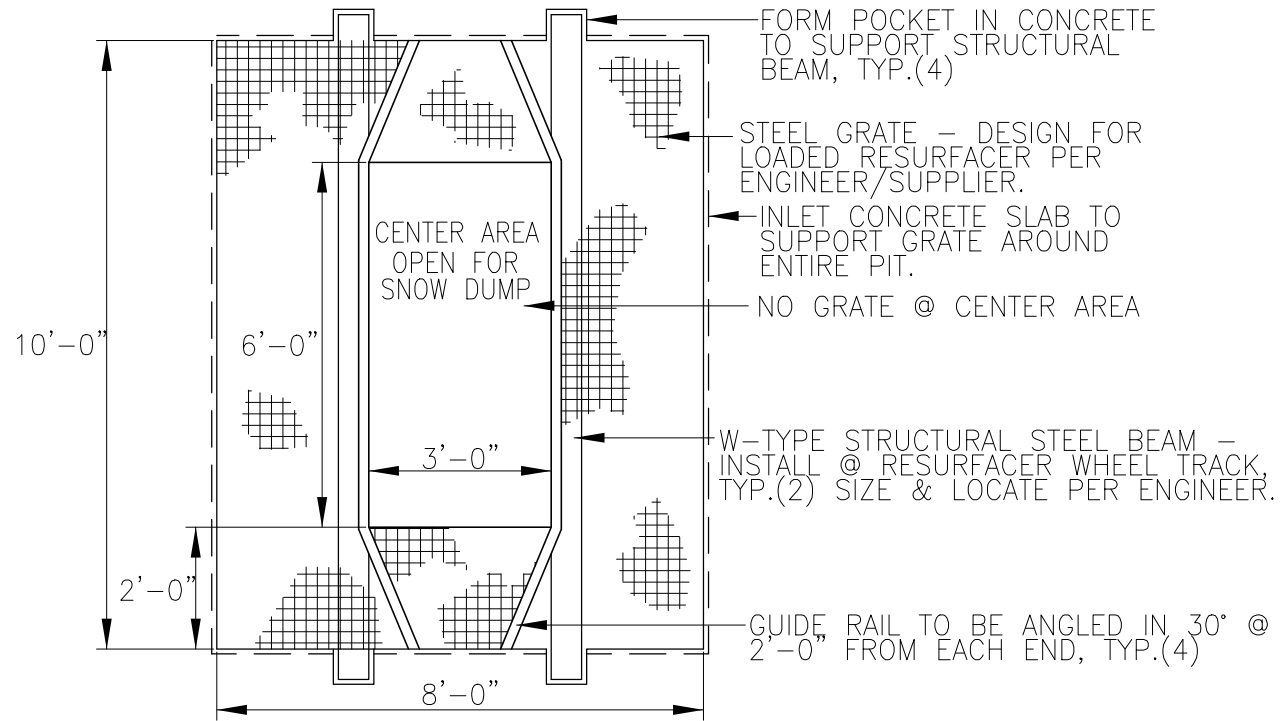 FORM POCKET IN CONCRETE
TO SUPPORT STRUCTURAL
BEAM, TYP.(4)
STEEL GRATE – DESIGN FOR
LOADED RESURFACER PER
ENGINEER/SUPPLIER.
INLET CONCRETE SLAB TO
SUPPORT GRATE AROUND
ENTIRE PIT.
CENTER AREA
OPEN FOR
SNOW DUMP
NO GRATE @ CENTER AREA
10'-0"
6'-0"
3'-0"
W-TYPE STRUCTURAL STEEL BEAM –
INSTALL @ RESURFACER WHEEL TRACK,
TYP.(2) SIZE & LOCATE PER ENGINEER.
2'-0"
GUIDE RAIL TO BE ANGLED IN 30° @
2'-0" FROM EACH END, TYP.(4)
8'-0"